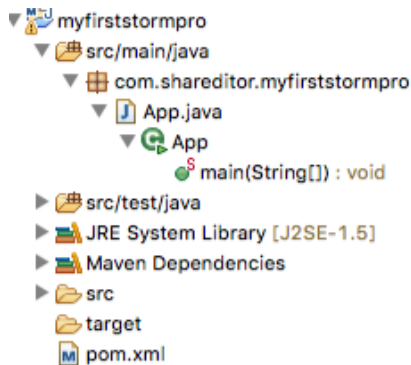 myfirststormpro
src/main/java
com.shareditor.myfirststormpro
App.java
App
main(String[]) : void
src/test/java
JRE System Library [J2SE-1.5]
Maven Dependencies
src
target
pom.xml